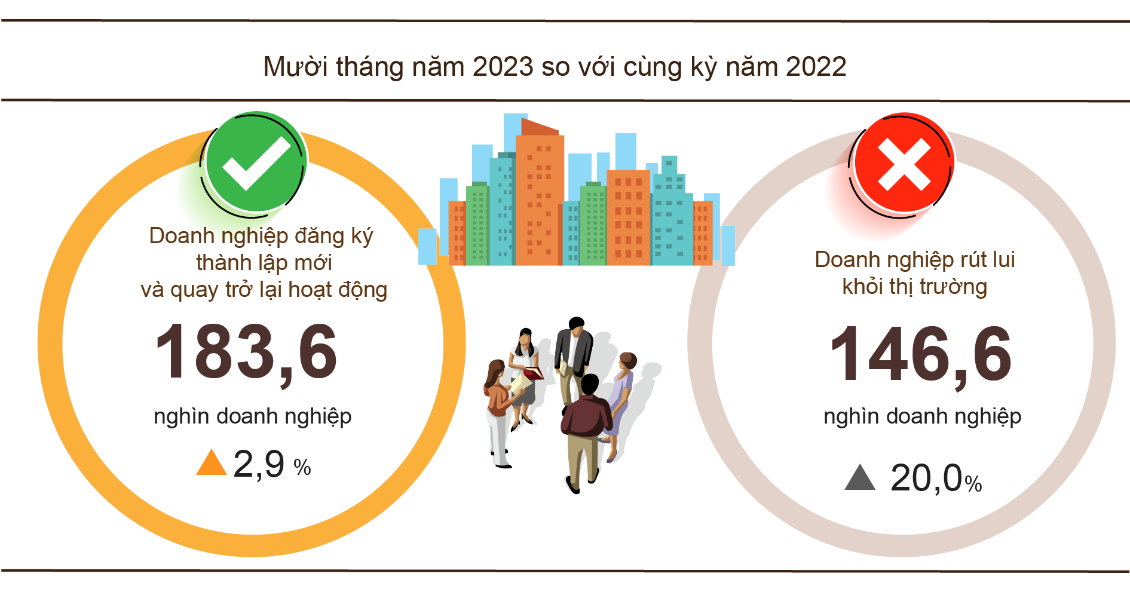 Mười tháng năm 2023 so với cùng kỳ năm 2022
Doanh nghiệp đăng ký
thành lập mới
và quay trở lại hoạt động
183,6
nghìn doanh nghiệp
2,9 %
Doanh nghiệp rút lui
khỏi thị trường
146,6
nghìn doanh nghiệp
20,0%